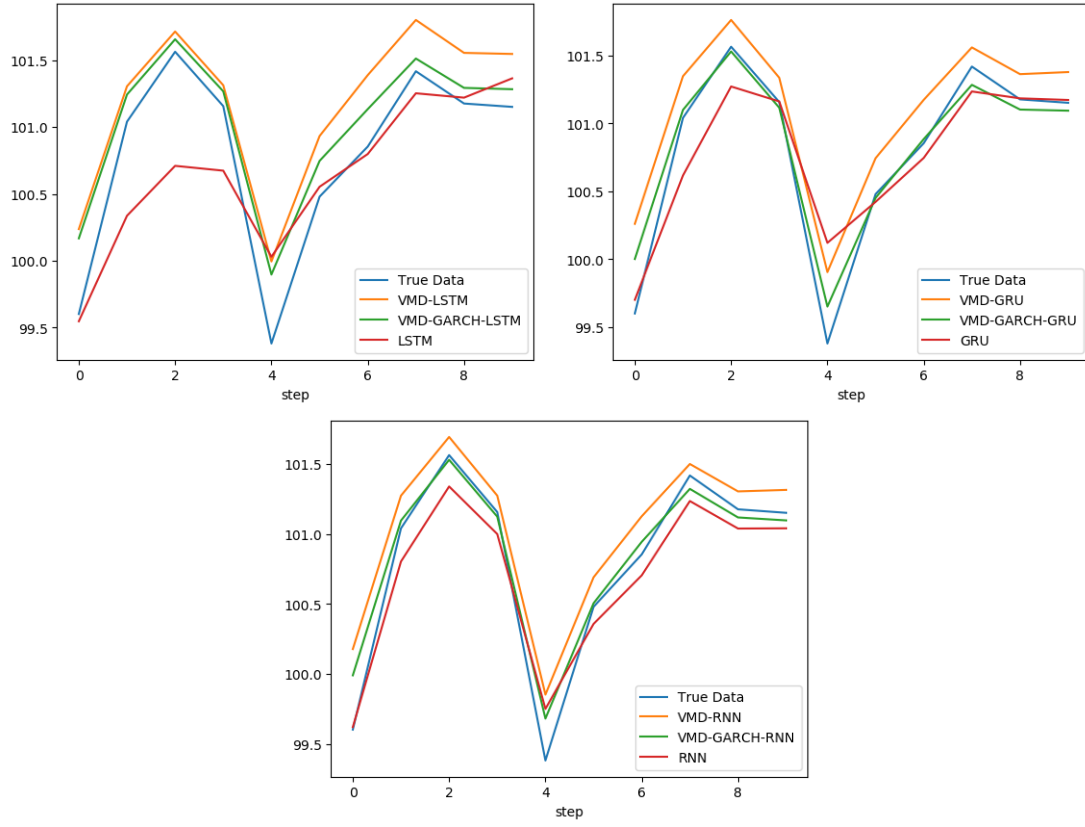 101.5
101.0
100.5
100.0
99.5
0 2 4 6 8
step
True Data
VMD-LSTM
VMD-GARCH-LSTM
LSTM
101.5
101.0
100.5
100.0
99.5
0 2 4 6 8
step
True Data
VMD-GRU
VMD-GARCH-GRU
GRU
101.5
101.0
100.5
100.0
99.5
0 2 4 6 8
step
True Data
VMD-RNN
VMD-GARCH-RNN
RNN